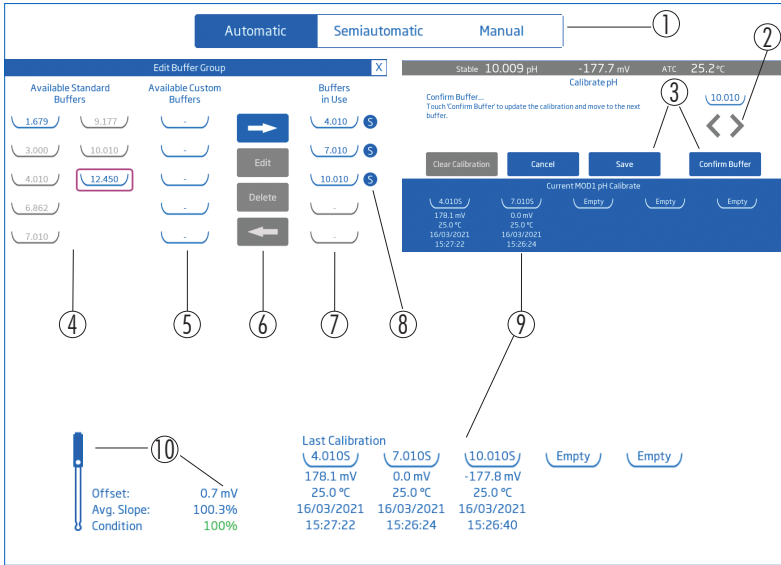 Automatic Semiautomatic Manual
1
2
Edit Buffer Group X
Available Standard Buffers
Available Custom Buffers
Buffers in Use
1.679 9.177 - 4.010 S
3.000 10.010 - Edit 7.010 S
4.010 12.450 - Delete 10.010 S
6.862 - -
7.010 - -
4
5
6
7
8
Stable 10.009 pH -177.7 mV ATC 25.2 °C
Calibrate pH
3
Confirm Buffer...
Touch 'Confirm Buffer' to update the calibration and move to the next
buffer.
10.010
Clear Calibration Cancel Save Confirm Buffer
Current MOD1 pH Calibrate
4.010S 7.010S Empty Empty Empty
178.1 mV 0.0 mV
25.0 °C 25.0 °C
16/03/2021 16/03/2021
15:27:22 15:26:24
9
10
Offset: 0.7 mV
Avg. Slope: 100.3%
Condition 100%
Last Calibration
4.010S 7.010S 10.010S Empty Empty
178.1 mV 0.0 mV -177.8 mV
25.0 °C 25.0 °C 25.0 °C
16/03/2021 16/03/2021 16/03/2021
15:27:22 15:26:24 15:26:40